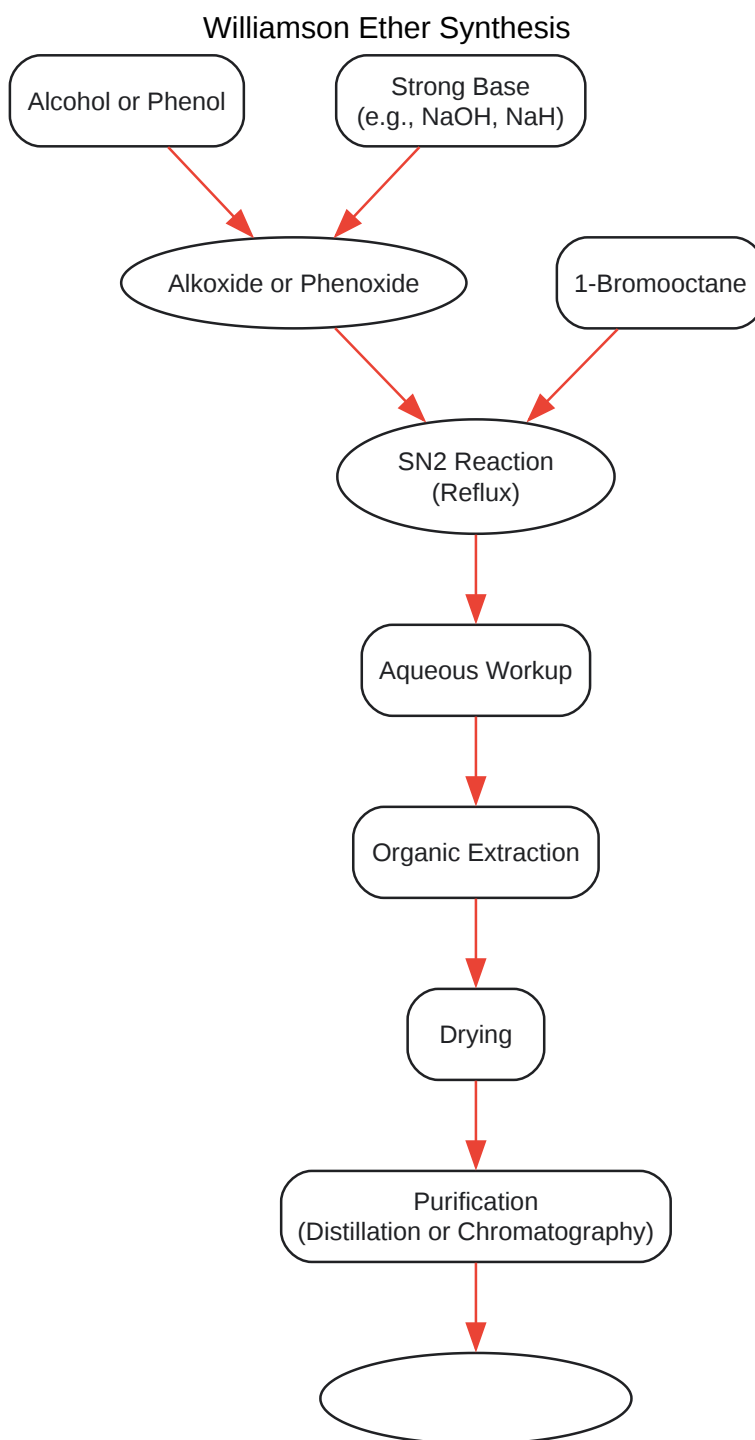 Williamson Ether Synthesis
Alcohol or Phenol
Strong Base
(e.g., NaOH, NaH)
Alkoxide or Phenoxide
1-Bromooctane
SN2 Reaction
(Reflux)
Aqueous Workup
Organic Extraction
Drying
Purification
(Distillation or Chromatography)